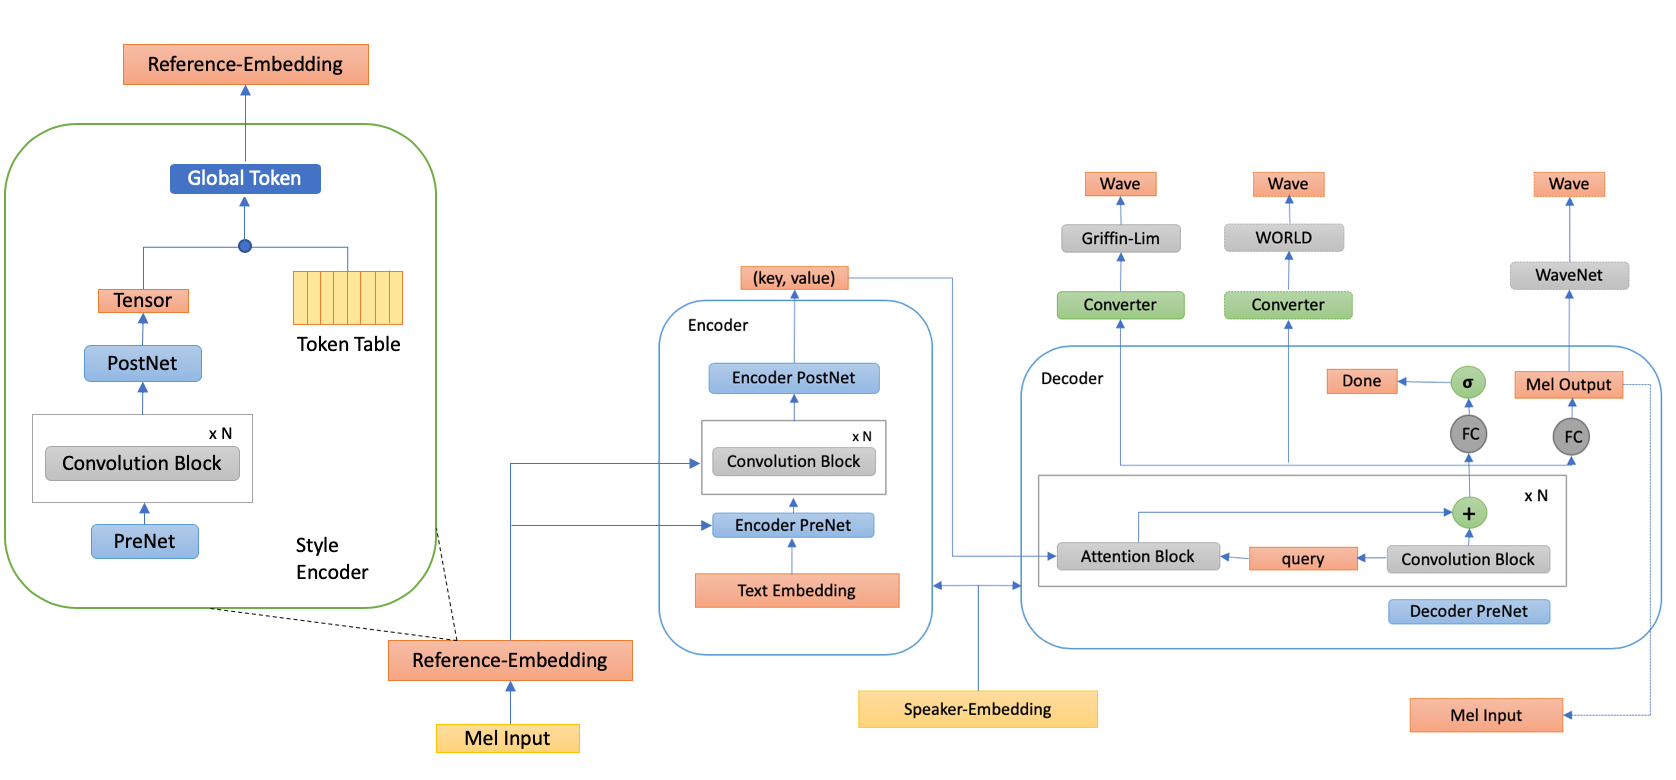 Reference-Embedding
Global Token
Tensor
Token Table
PostNet
x N
Convolution Block
PreNet
Style
Encoder
Reference-Embedding
Mel Input
(key, value)
Encoder
Encoder PostNet
x N
Convolution Block
Encoder PreNet
Text Embedding
Speaker-Embedding
Wave
Wave
Wave
Griffin-Lim
WORLD
WaveNet
Converter
Converter
Decoder
Done
σ
Mel Output
FC
FC
x N
+
Attention Block
query
Convolution Block
Decoder PreNet
Mel Input